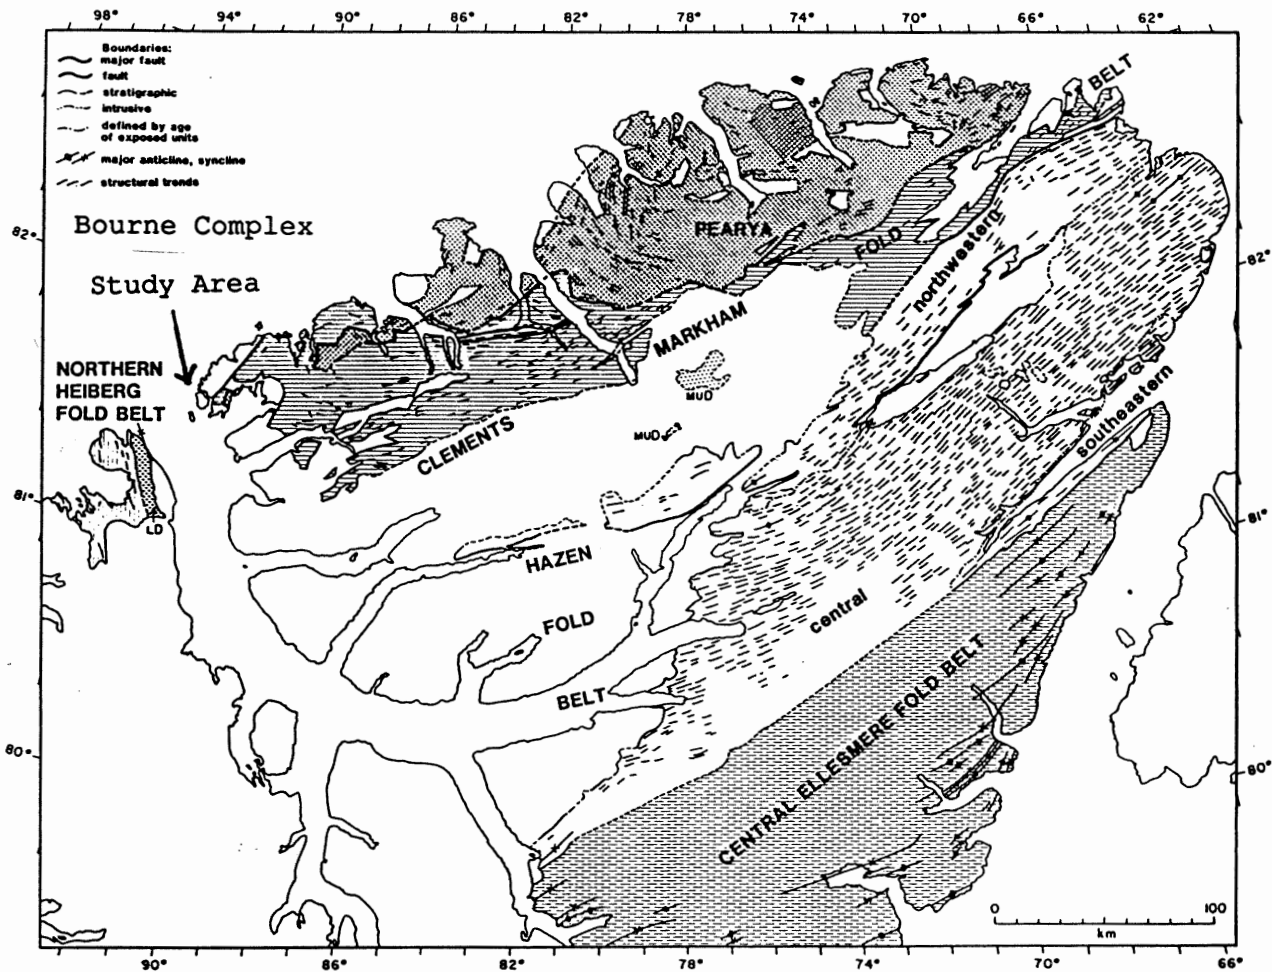 98° 90° 86° 82° 78° 74° 70° 66° 62°
Boundaries:
major fault
fault
stratigraphic
intrusive
defined by age
of exposed units
major anticline, syncline
structural trends
Bourne Complex
Study Area
NORTHERN
HEIBERG
FOLD BELT
82°
81°
80°
LD
PEARYA
CLEMENTS
MARKHAM
FOLD
BELT
MUD
MUD
HAZEN
FOLD
BELT
northwestern
central
southeastern
CENTRAL ELLESMERE FOLD BELT
82°
81°
80°
0 100
km
90° 86° 82° 78° 74° 70° 66°